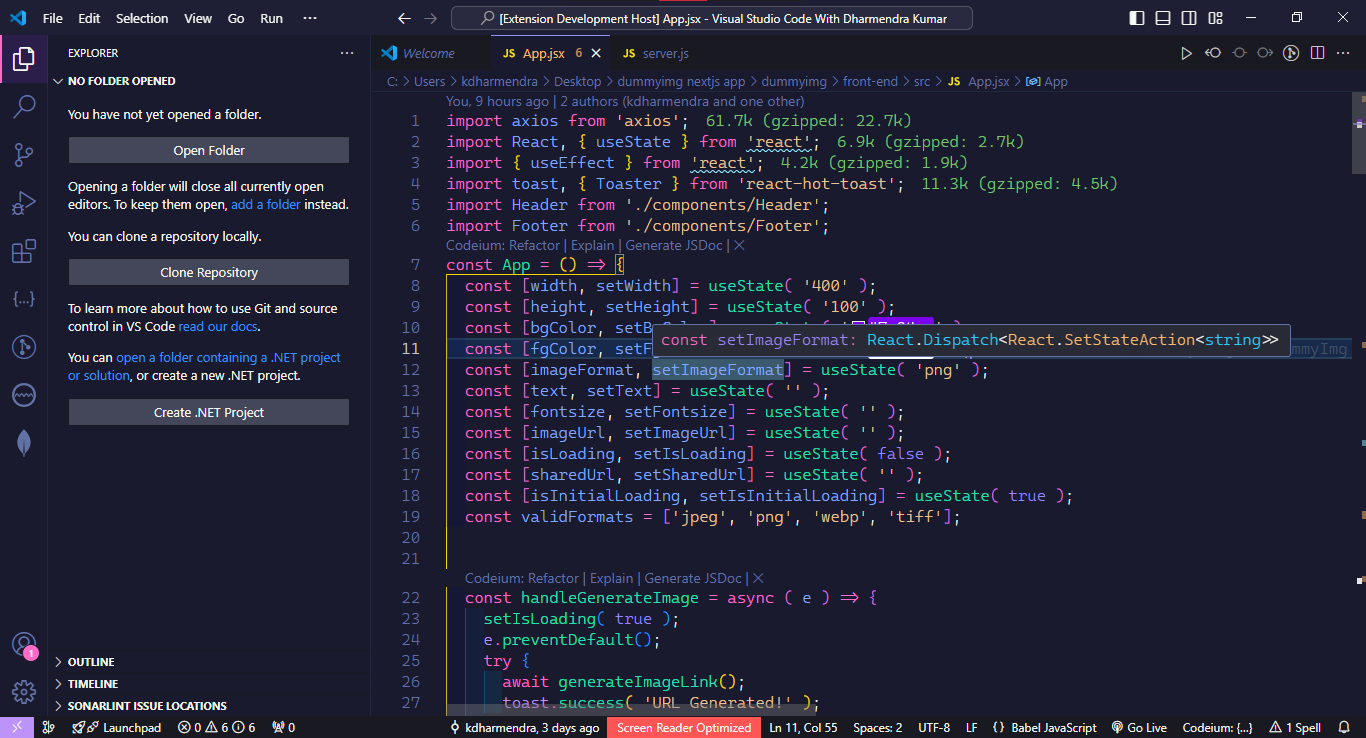 File Edit Selection View Go Run ···
[Extension Development Host] App.jsx - Visual Studio Code With Dharmendra Kumar
EXPLORER
NO FOLDER OPENED
You have not yet opened a folder.
Open Folder
Opening a folder will close all currently open
editors. To keep them open, add a folder instead.
You can clone a repository locally.
Clone Repository
To learn more about how to use Git and source
control in VS Code read our docs.
You can open a folder containing a .NET project
or solution, or create a new .NET project.
Create .NET Project
1
OUTLINE
TIMELINE
SONARLINT ISSUE LOCATIONS
Welcome
JS App.jsx 6
JS server.js
C: > Users > kdharmendra > Desktop > dummyimg nextjs app > dummyimg > front-end > src > JS App.jsx > App
You, 9 hours ago | 2 authors (kdharmendra and one other)
1 import axios from 'axios'; 61.7k (gzipped: 22.7k)
2 import React, { useState } from 'react'; 6.9k (gzipped: 2.7k)
3 import { useEffect } from 'react'; 4.2k (gzipped: 1.9k)
4 import toast, { Toaster } from 'react-hot-toast'; 11.3k (gzipped: 4.5k)
5 import Header from './components/Header';
6 import Footer from './components/Footer';
Codeium: Refactor | Explain | Generate JSDoc | ×
7 const App = () => {
8 const [width, setWidth] = useState( '400' );
9 const [height, setHeight] = useState( '100' );
10 const [bgColor,
const setImageFormat: React.Dispatch<React.SetStateAction<string>>
11 const [fgColor,
12 const [imageFormat, setImageFormat] = useState( 'png' );
13 const [text, setText] = useState( '' );
14 const [fontsize, setFontsize] = useState( '' );
15 const [imageUrl, setImageUrl] = useState( '' );
16 const [isLoading, setIsLoading] = useState( false );
17 const [sharedUrl, setSharedUrl] = useState( '' );
18 const [isInitialLoading, setIsInitialLoading] = useState( true );
19 const validFormats = ['jpeg', 'png', 'webp', 'tiff'];
20
21
Codeium: Refactor | Explain | Generate JSDoc | ×
22 const handleGenerateImage = async ( e ) => {
23 setIsLoading( true );
24 e.preventDefault();
25 try {
26 await generateImageLink();
27 toast.success( 'URL Generated!' );
Launchpad 0 6 6 0 kdharmendra, 3 days ago Screen Reader Optimized Ln 11, Col 55 Spaces: 2 UTF-8 LF {} Babel JavaScript Go Live Codeium: {...} 1 Spell